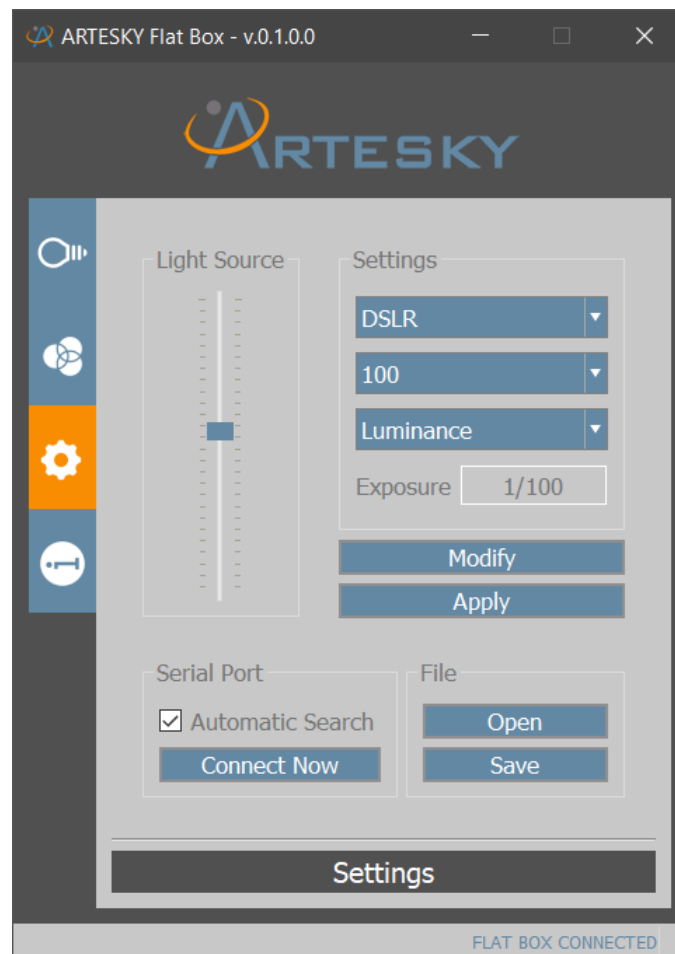 ARTESKY Flat Box - v.0.1.0.0
ARTESKY
Light Source
Settings
DSLR
100
Luminance
Exposure 1/100
Modify
Apply
Serial Port
File
Automatic Search
Open
Connect Now
Save
Settings
FLAT BOX CONNECTED